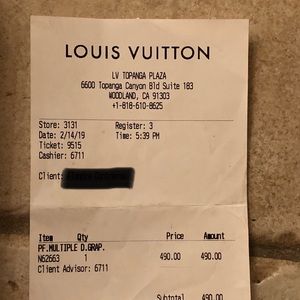 LOUIS VUITTON
LV TOPANGA PLAZA
6600 Topanga Canyon Bld Suite 183
WOODLAND, CA 91303
+1-818-610-8625
Store: 3131 Register: 3
Date: 2/14/19 Time: 5:39 PM
Ticket: 9515
Cashier: 6711
Client:
Item Qty Price Amount
PF.MULTIPLE D.GRAP.
N62663 1 490.00 490.00
Client Advisor: 6711
Subtotal 490.00